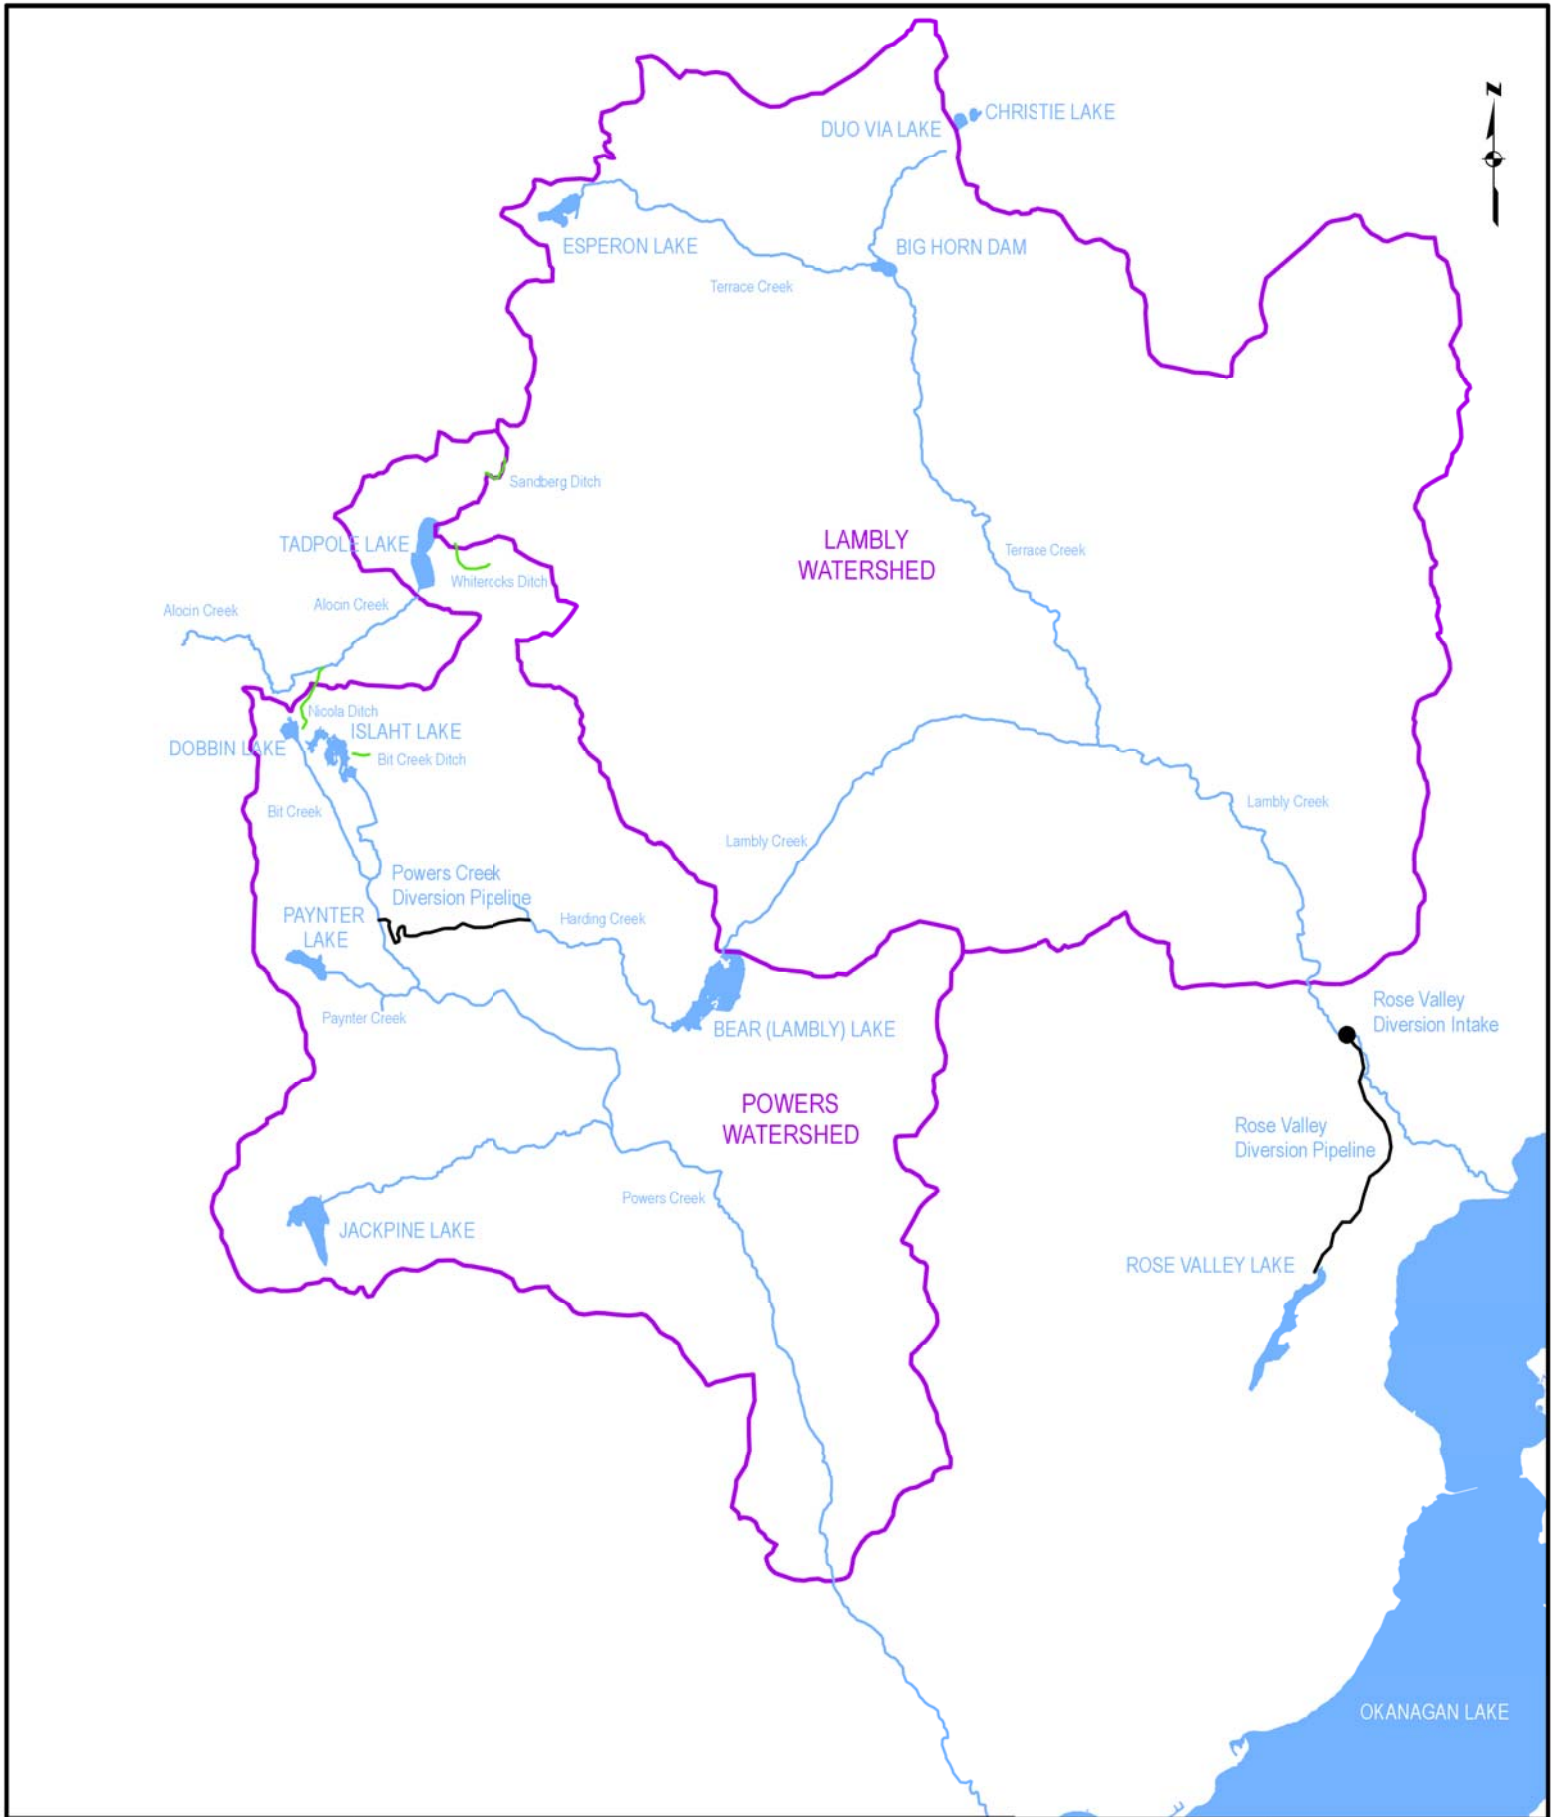 N
CHRISTIE LAKE
DUO VIA LAKE
ESPERON LAKE
BIG HORN DAM
Terrace Creek
Sandberg Ditch
LAMBLY
WATERSHED
TADPOLE LAKE
Terrace Creek
Whiterocks Ditch
Alocin Creek
Alocin Creek
Nicola Ditch
ISLAHT LAKE
DOBBIN LAKE
Bit Creek Ditch
Bit Creek
Lambly Creek
Lambly Creek
Powers Creek
Diversion Pipeline
PAYNTER
LAKE
Harding Creek
Paynter Creek
BEAR (LAMBLY) LAKE
Rose Valley
Diversion Intake
POWERS
WATERSHED
Rose Valley
Diversion Pipeline
Powers Creek
JACKPINE LAKE
ROSE VALLEY LAKE
OKANAGAN LAKE